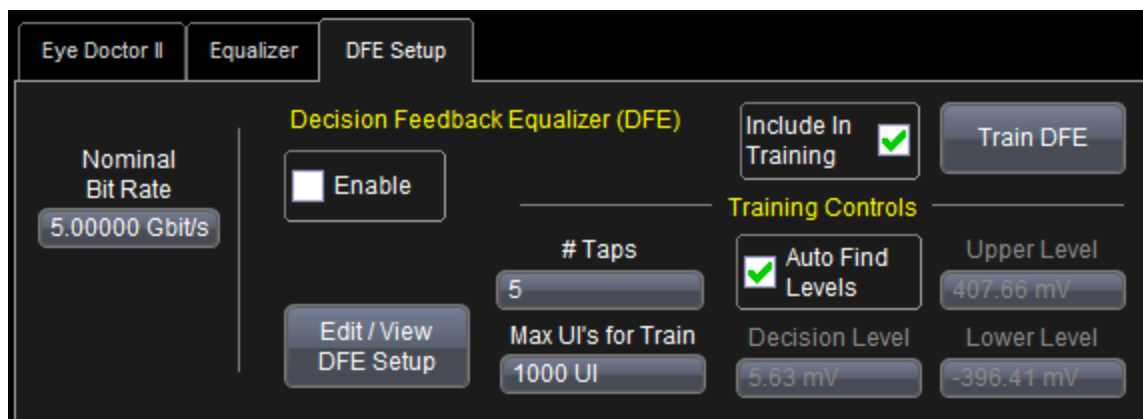 Eye Doctor II
Equalizer
DFE Setup
Nominal
Bit Rate
5.00000 Gbit/s
Decision Feedback Equalizer (DFE)
Enable
Include In
Training
Train DFE
Training Controls
# Taps
5
Auto Find
Levels
Upper Level
407.66 mV
Edit / View
DFE Setup
Max UI's for Train
1000 UI
Decision Level
5.63 mV
Lower Level
-396.41 mV